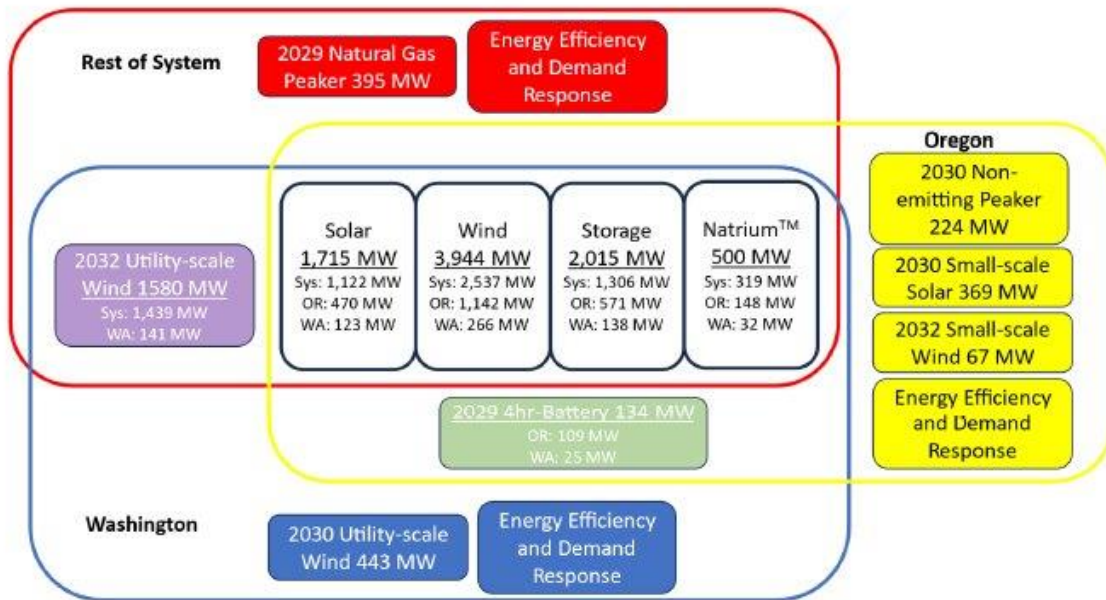 Rest of System
2029 Natural Gas
Peaker 395 MW
Energy Efficiency
and Demand
Response
Oregon
2030 Non-
emitting Peaker
224 MW
2030 Small-scale
Solar 369 MW
2032 Small-scale
Wind 67 MW
Energy Efficiency
and Demand
Response
2032 Utility-scale
Wind 1580 MW
Sys: 1,439 MW
WA: 141 MW
Solar
1,715 MW
Sys: 1,122 MW
OR: 470 MW
WA: 123 MW
Wind
3,944 MW
Sys: 2,537 MW
OR: 1,142 MW
WA: 266 MW
Storage
2,015 MW
Sys: 1,306 MW
OR: 571 MW
WA: 138 MW
Natrium™
500 MW
Sys: 319 MW
OR: 148 MW
WA: 32 MW
2029 4hr-Battery 134 MW
OR: 109 MW
WA: 25 MW
Washington
2030 Utility-scale
Wind 443 MW
Energy Efficiency
and Demand
Response